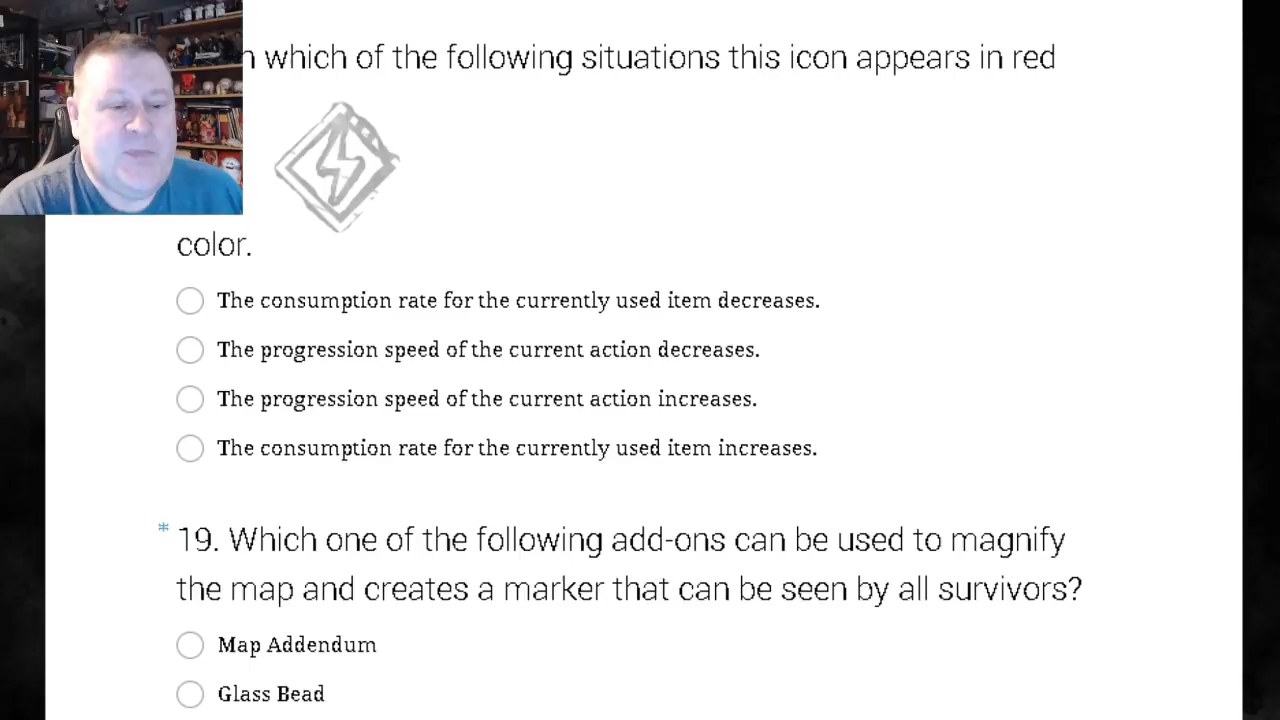 which of the following situations this icon appears in red
color.
The consumption rate for the currently used item decreases.
The progression speed of the current action decreases.
The progression speed of the current action increases.
The consumption rate for the currently used item increases.
* 19. Which one of the following add-ons can be used to magnify
the map and creates a marker that can be seen by all survivors?
Map Addendum
Glass Bead